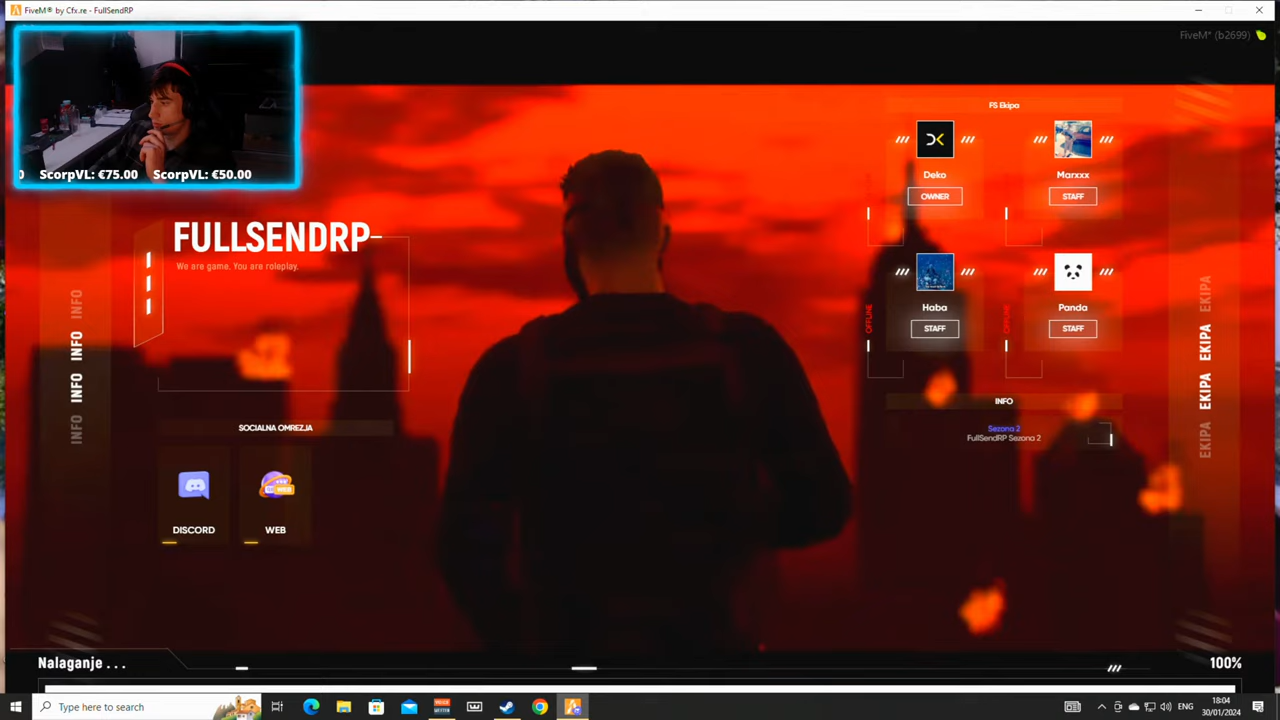 FiveM® by Cfx.re - FullSendRP
FiveM* (b2699)
ScorpVL: €75.00 ScorpVL: €50.00
FULLSENDRP
We are game. You are roleplay.
INFO
INFO
INFO
INFO
SOCIALNA OMREZJA
DISCORD
WEB
FS Ekipa
Deko
OWNER
Marxxx
STAFF
OFFLINE
Haba
STAFF
OFFLINE
Panda
STAFF
INFO
Sezona 2
FullSendRP Sezona 2
EKIPA
EKIPA
EKIPA
EKIPA
Nalaganje . . .
100%
Type here to search
ENG
18:04
30/01/2024